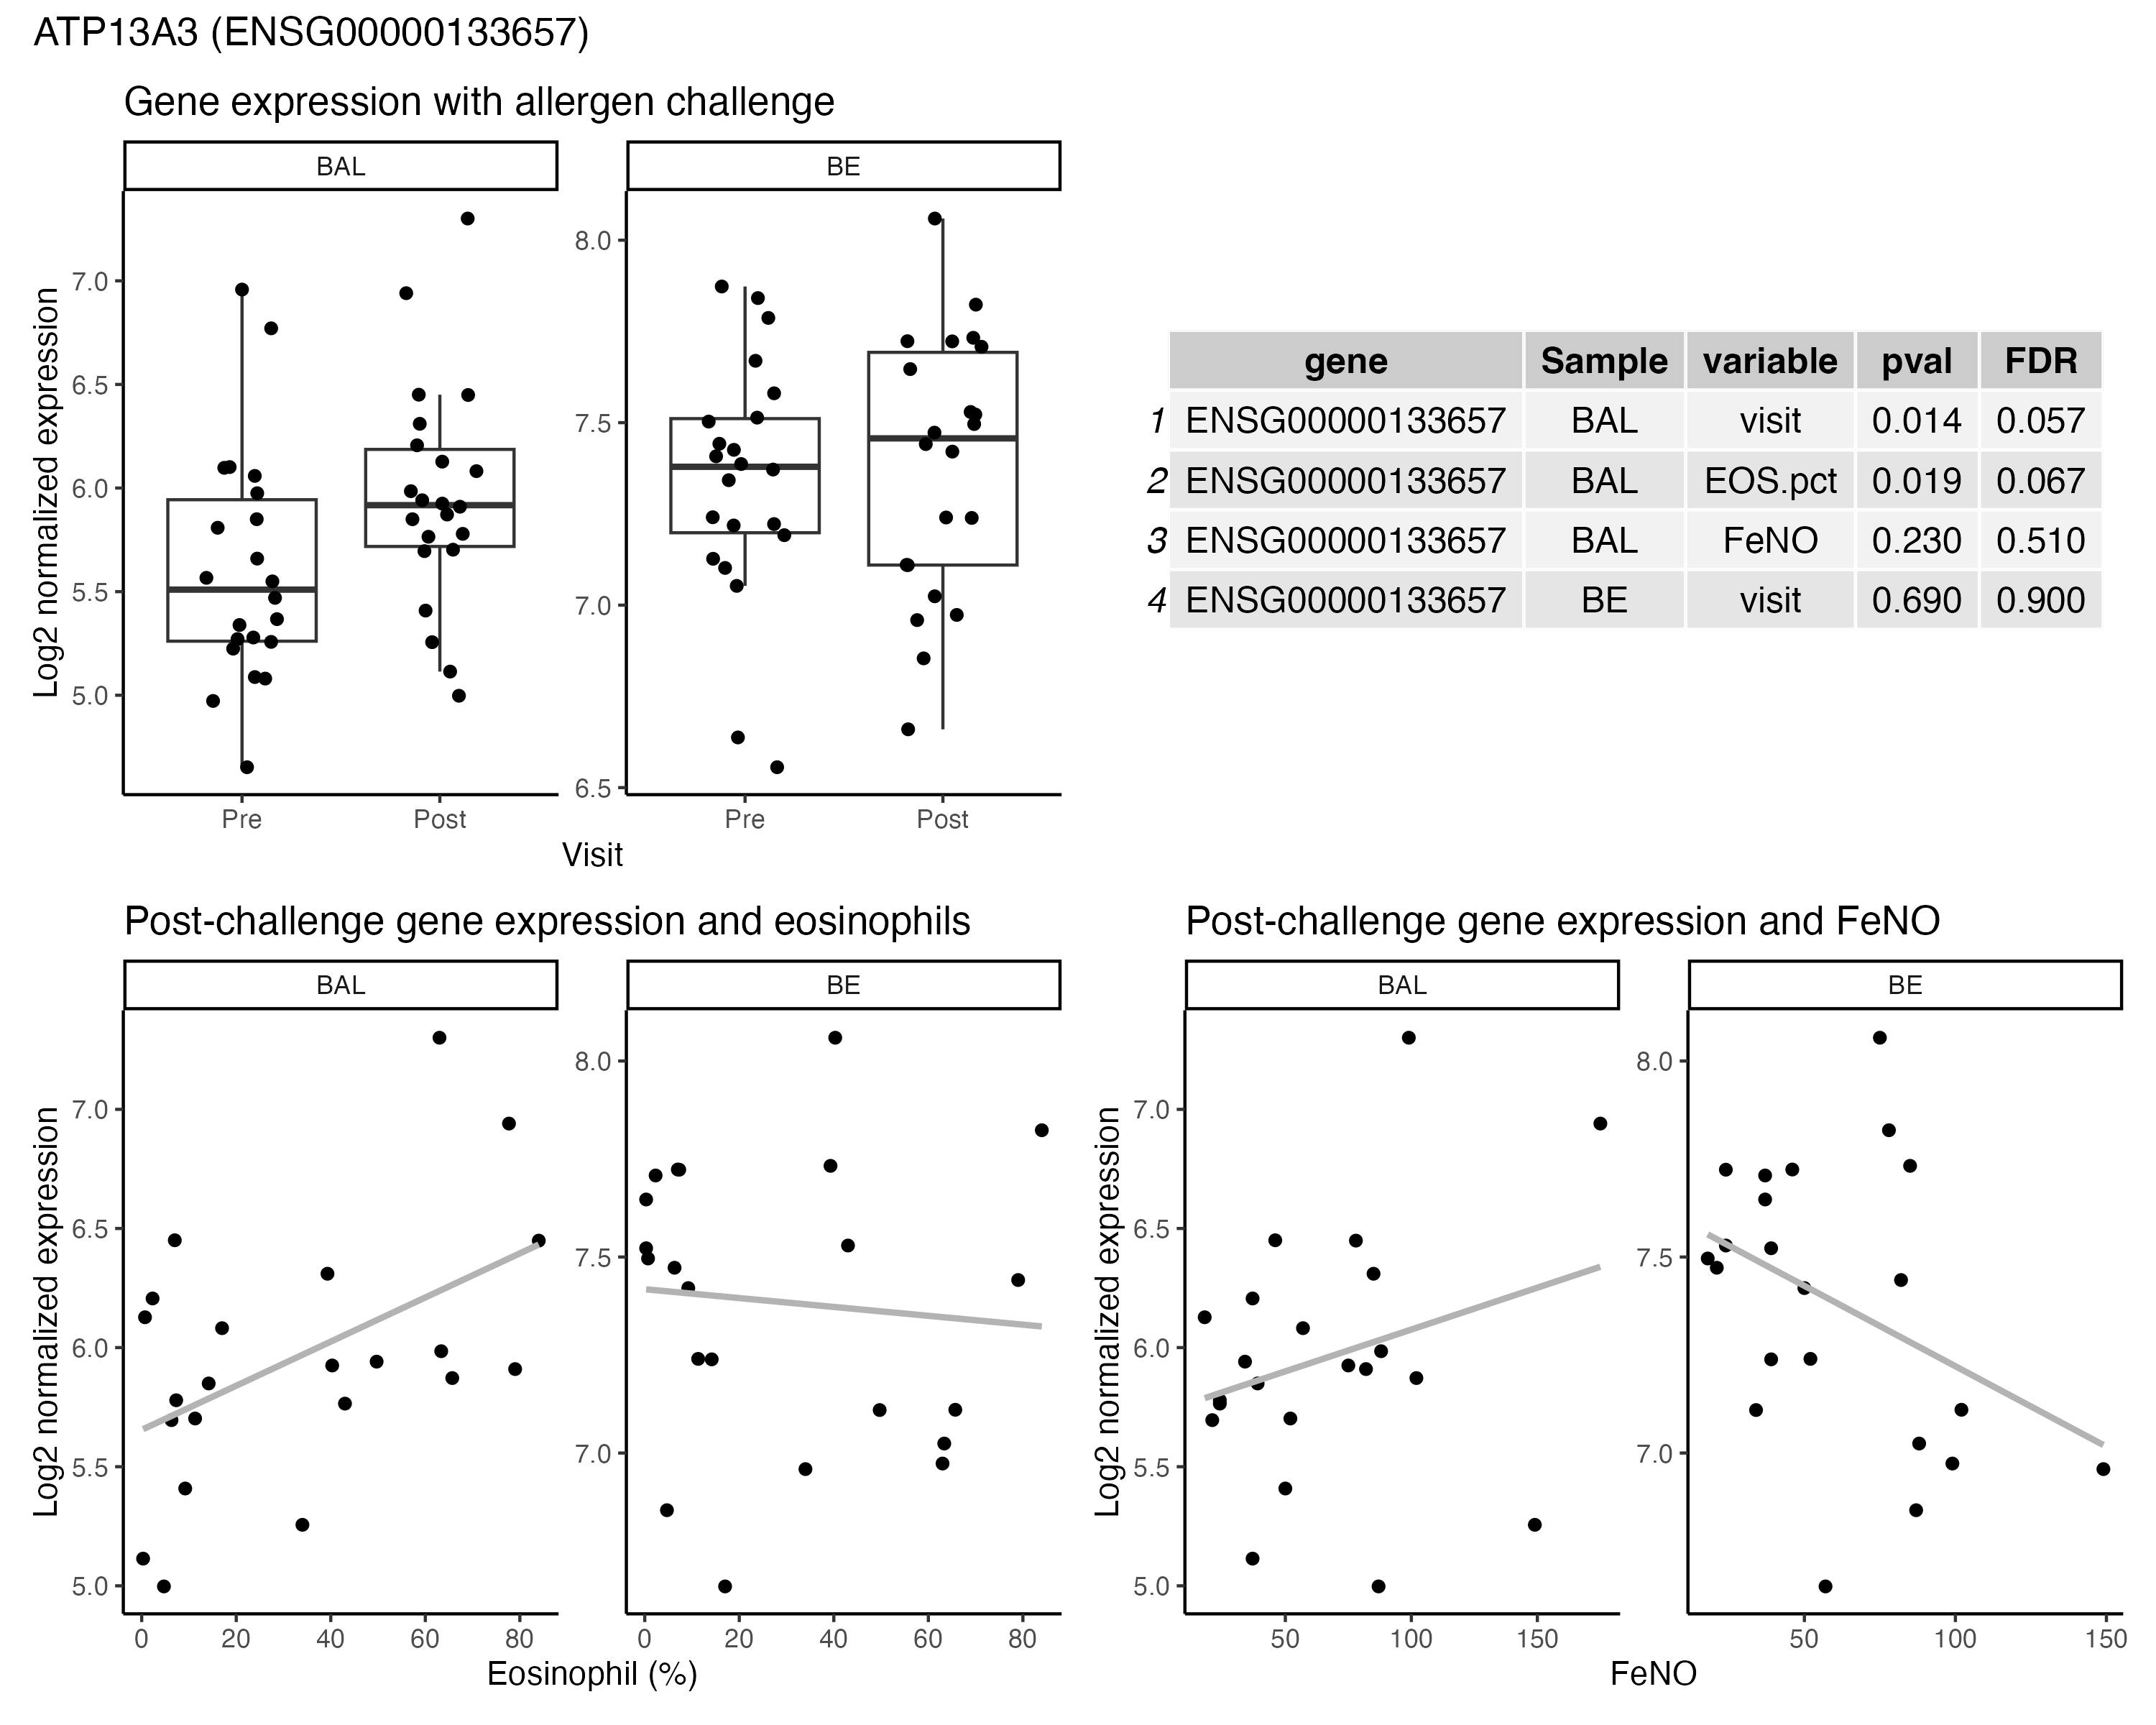 ATP13A3 (ENSG00000133657)
Gene expression with allergen challenge
BAL
BE
Log2 normalized expression
7.0
6.5
6.0
5.5
5.0
8.0
7.5
7.0
6.5
Pre
Post
Pre
Post
Visit
gene Sample variable pval FDR
1 ENSG00000133657 BAL visit 0.014 0.057
2 ENSG00000133657 BAL EOS.pct 0.019 0.067
3 ENSG00000133657 BAL FeNO 0.230 0.510
4 ENSG00000133657 BE visit 0.690 0.900
Post-challenge gene expression and eosinophils
BAL
BE
Log2 normalized expression
7.0
6.5
6.0
5.5
5.0
8.0
7.5
7.0
0 20 40 60 80
0 20 40 60 80
Eosinophil (%)
Post-challenge gene expression and FeNO
BAL
BE
Log2 normalized expression
7.0
6.5
6.0
5.5
5.0
8.0
7.5
7.0
50 100 150
50 100 150
FeNO